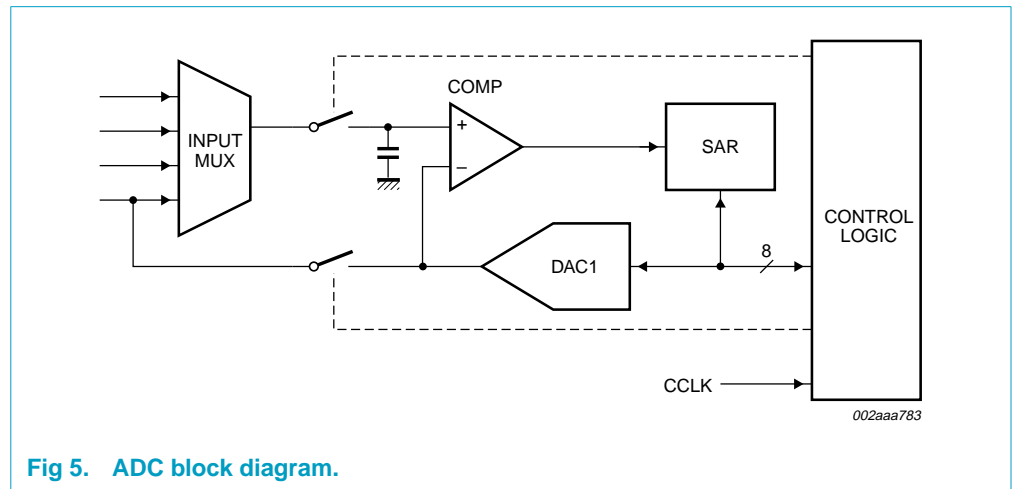 COMP
+
INPUT
MUX
–
SAR
CONTROL
LOGIC
8
DAC1
CCLK
002aaa783
Fig 5. ADC block diagram.